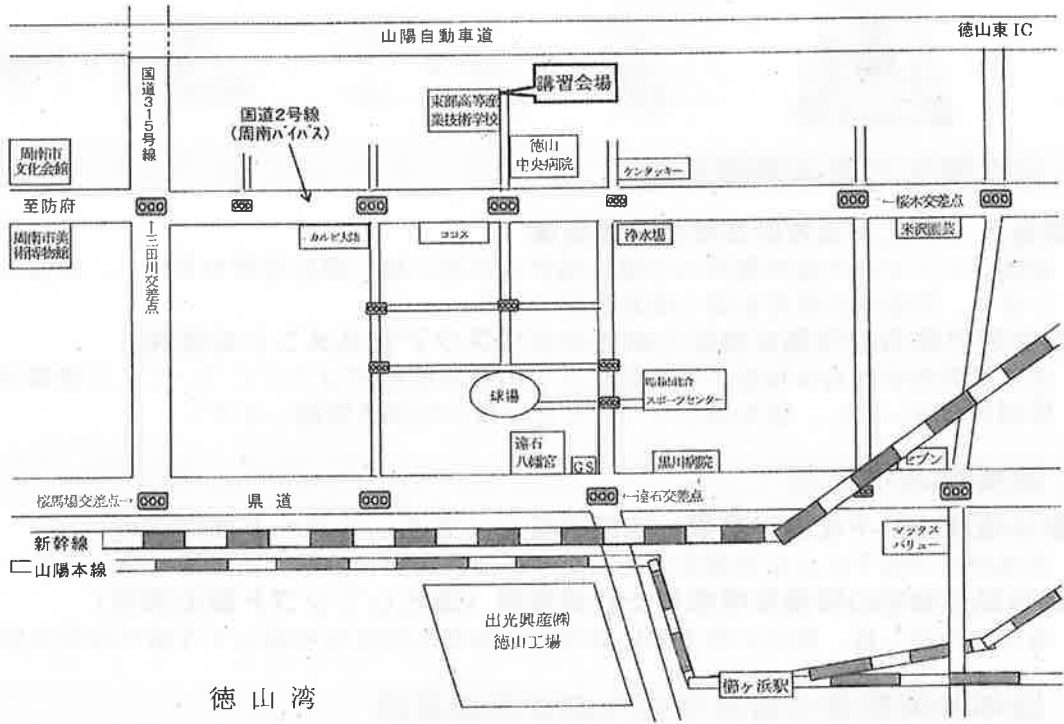 山陽自動車道
徳山東IC
国道315号線
国道2号線
(周南バイパス)
講習会場
東部高等産
業技術学校
徳山
中央病院
ケンタッキー
周南市
文化会館
至防府
←桜木交差点
周南市美
術博物館
←三田川交差点
カルビ大陸
ココス
浄水場
米沢園芸
球場
スポーツセンター
遠石
八幡宮
G S
黒川病院
セブン
桜馬場交差点→
県道
←遠石交差点
新幹線
山陽本線
マックス
バリュー
出光興産㈱
徳山工場
櫛ヶ浜駅
徳山湾